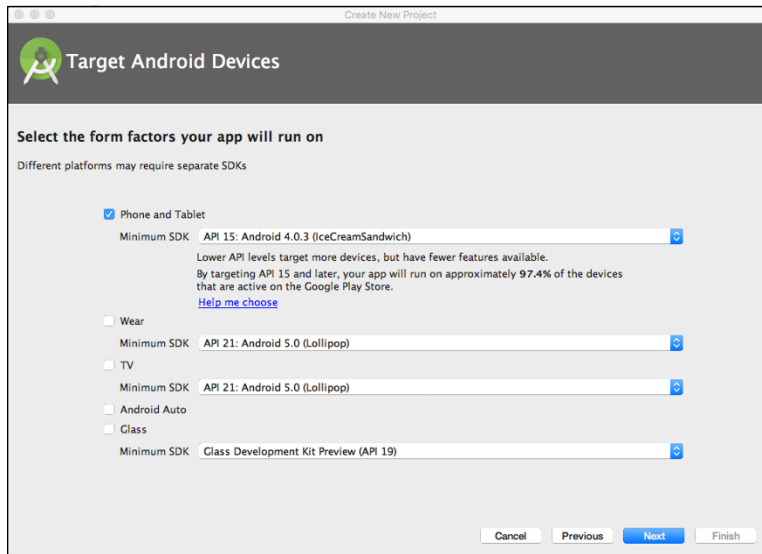 Create New Project
Target Android Devices
Select the form factors your app will run on
Different platforms may require separate SDKs
Phone and Tablet
Minimum SDK API 15: Android 4.0.3 (IceCreamSandwich)
Lower API levels target more devices, but have fewer features available.
By targeting API 15 and later, your app will run on approximately 97.4% of the devices
that are active on the Google Play Store.
Help me choose
Wear
Minimum SDK API 21: Android 5.0 (Lollipop)
TV
Minimum SDK API 21: Android 5.0 (Lollipop)
Android Auto
Glass
Minimum SDK Glass Development Kit Preview (API 19)
Cancel Previous Next Finish